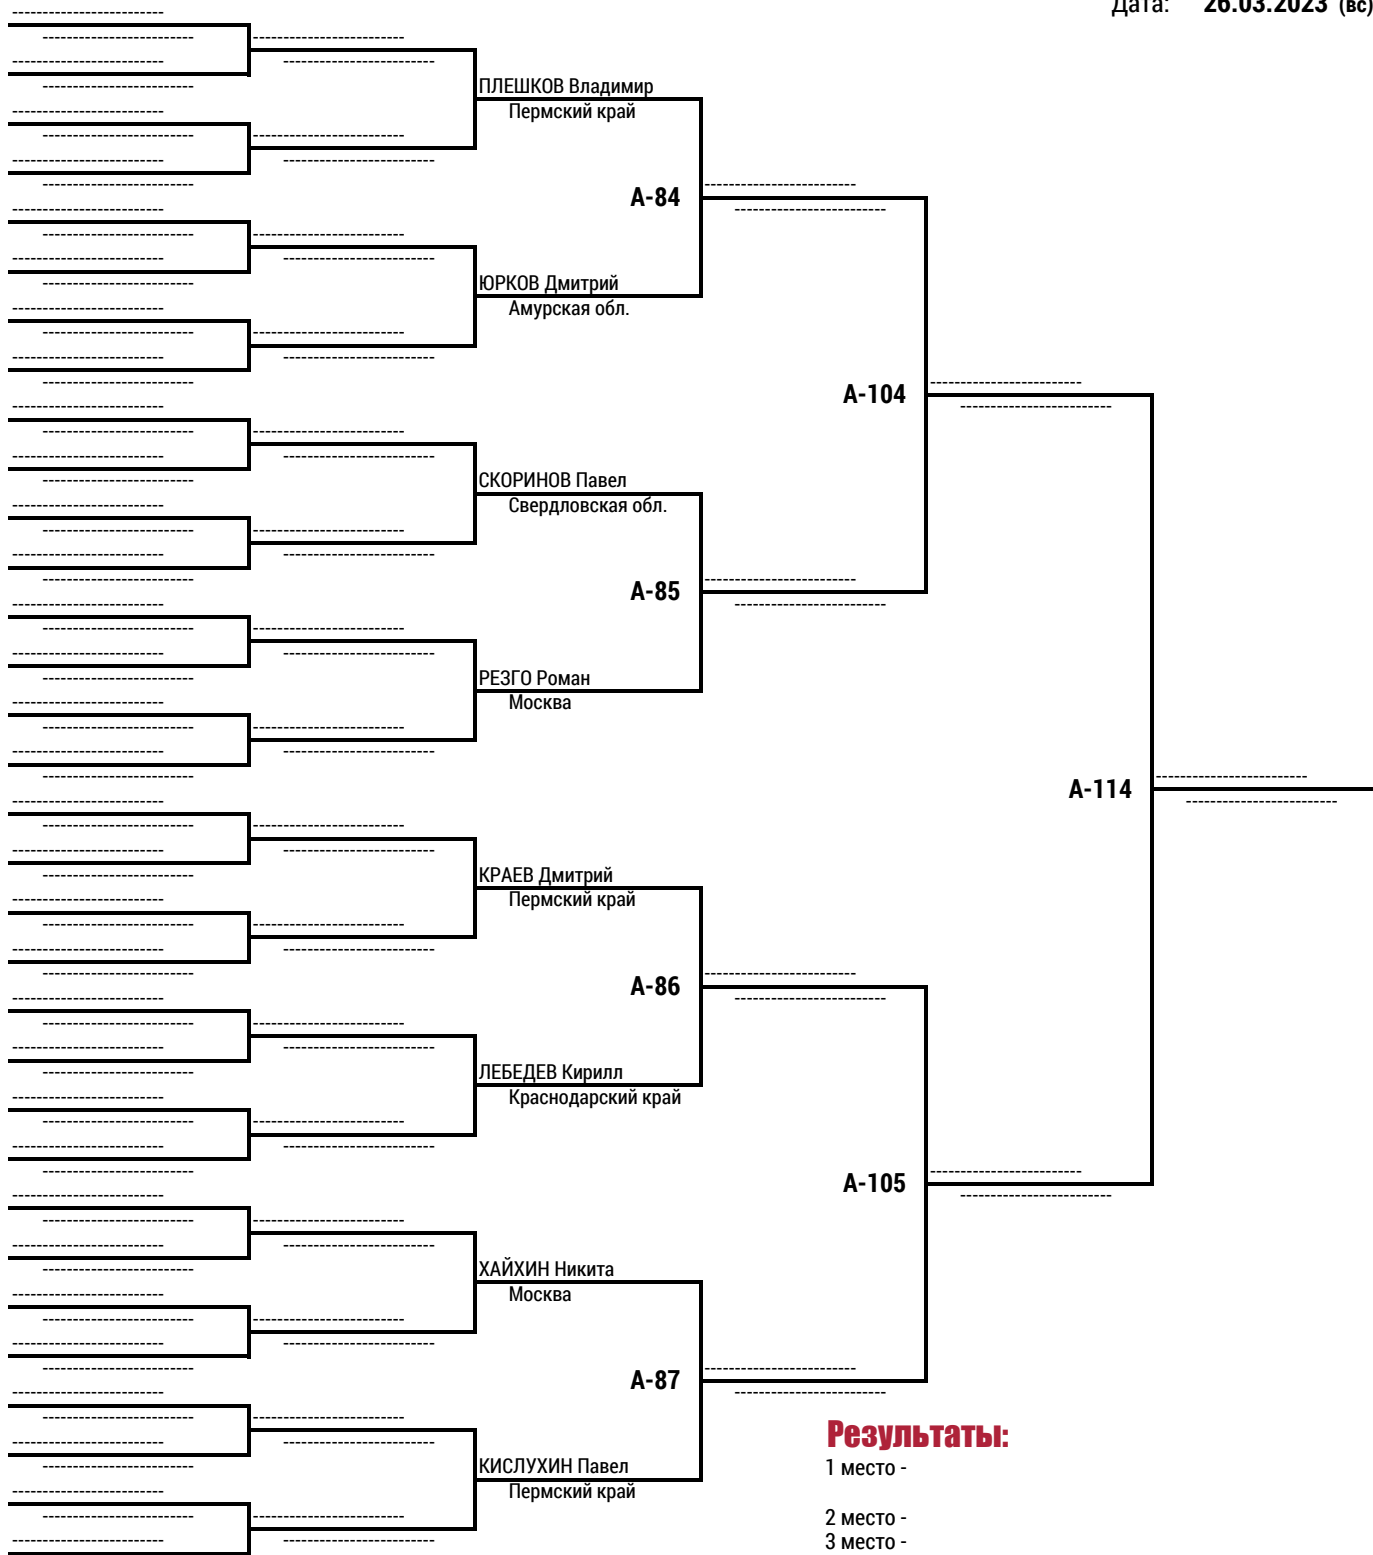 Дата: 26.03.2023 (вс)
ПЛЕШКОВ Владимир
Пермский край
A-84
ЮРКОВ Дмитрий
Амурская обл.
A-104
СКОРИНОВ Павел
Свердловская обл.
A-85
РЕЗГО Роман
Москва
A-114
КРАЕВ Дмитрий
Пермский край
A-86
ЛЕБЕДЕВ Кирилл
Краснодарский край
A-105
ХАЙХИН Никита
Москва
A-87
КИСЛУХИН Павел
Пермский край
Результаты:
1 место -
2 место -
3 место -